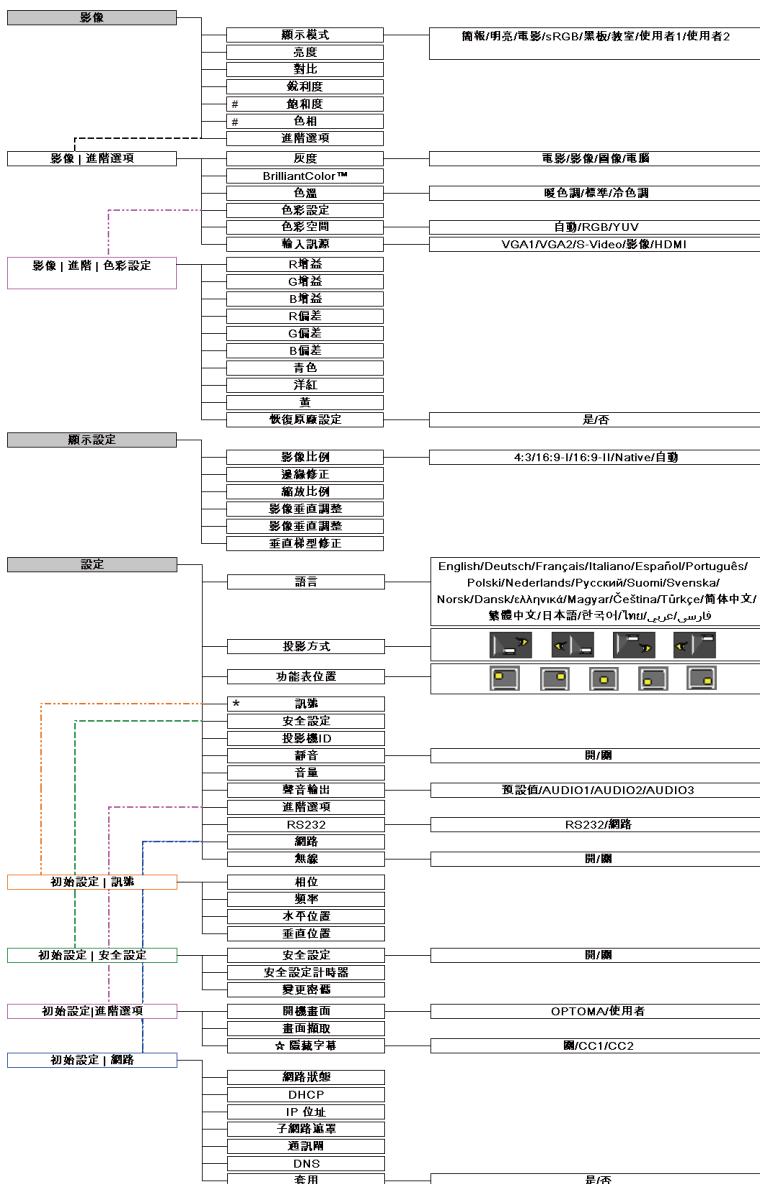 影像
顯示模式
簡報/明亮/電影/sRGB/黑板/教室/使用者1/使用者2
亮度
對比
銳利度
# 飽和度
# 色相
進階選項
影像 | 進階選項
灰度
電影/影像/圖像/電腦
BrilliantColor™
色溫
暖色調/標準/冷色調
色彩設定
色彩空間
自動/RGB/YUV
輸入訊源
VGA1/VGA2/S-Video/影像/HDMI
影像 | 進階 | 色彩設定
R增益
G增益
B增益
R偏差
G偏差
B偏差
青色
洋紅
黃
恢復原廠設定
是/否
顯示設定
影像比例
4:3/16:9-I/16:9-II/Native/自動
邊緣修正
縮放比例
影像垂直調整
影像垂直調整
垂直梯型修正
設定
語言
English/Deutsch/Français/Italiano/Español/Português/
Polski/Nederlands/Русский/Suomi/Svenska/
Norsk/Dansk/ελληνικά/Magyar/Čeština/Türkçe/简体中文/
繁體中文/日本語/한국어/ไทย/عربي/فارسی
投影方式
功能表位置
* 訊號
安全設定
投影機ID
靜音
開/關
音量
聲音輸出
預設值/AUDIO1/AUDIO2/AUDIO3
進階選項
RS232
RS232/網路
網路
無線
開/關
初始設定 | 訊號
相位
頻率
水平位置
垂直位置
初始設定 | 安全設定
安全設定
開/關
安全設定計時器
變更密碼
初始設定|進階選項
開機畫面
OPTOMA/使用者
畫面擷取
☆ 隱藏字幕
關/CC1/CC2
初始設定 | 網路
網路狀態
DHCP
IP 位址
子網路遮罩
通訊閘
DNS
套用
是/否